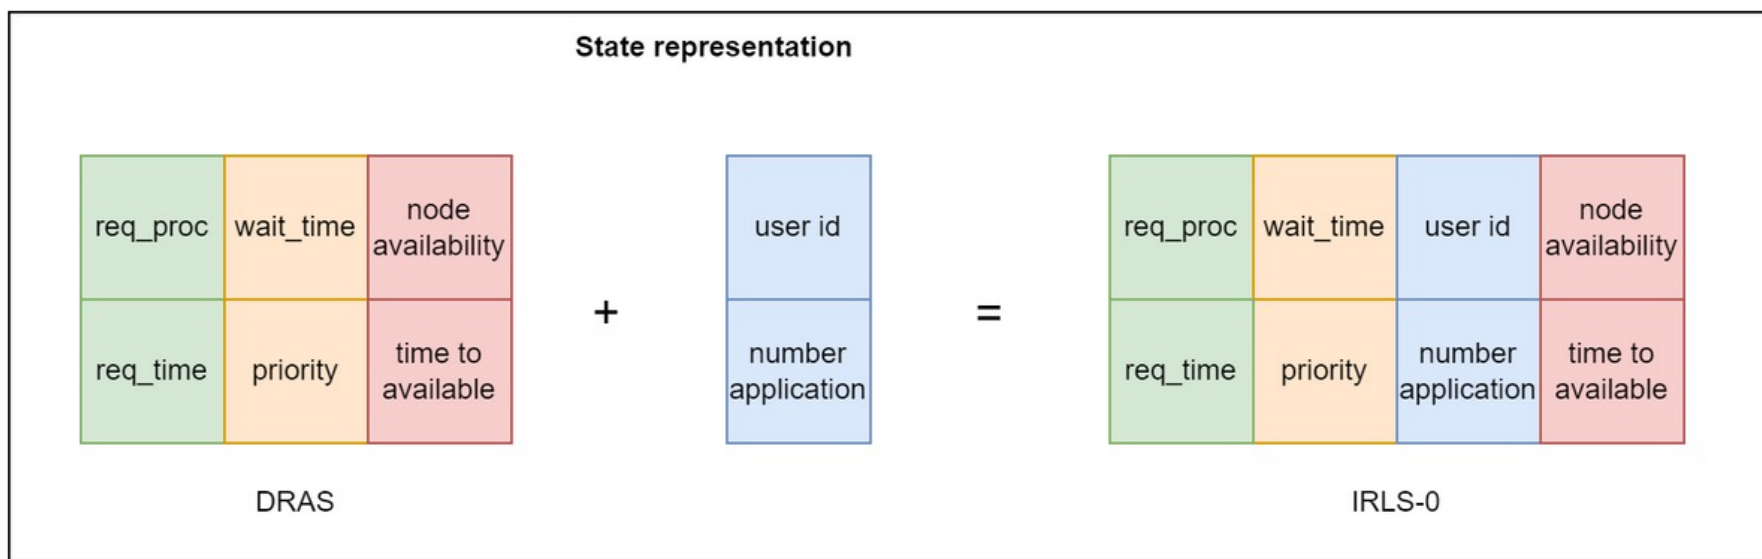 State representation
req_proc
wait_time
node
availability
req_time
priority
time to
available
DRAS
+
user id
number
application
=
req_proc
wait_time
user id
node
availability
req_time
priority
number
application
time to
available
IRLS-0